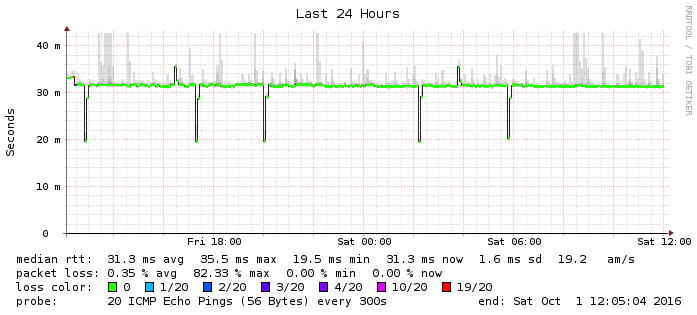 Last 24 Hours
RRDTOOL / TOBI OETIKER
Seconds
40 m
30 m
20 m
10 m
0
Fri 18:00 Sat 00:00 Sat 06:00 Sat 12:00
median rtt: 31.3 ms avg 35.5 ms max 19.5 ms min 31.3 ms now 1.6 ms sd 19.2 am/s
packet loss: 0.35 % avg 82.33 % max 0.00 % min 0.00 % now
loss color: 0 1/20 2/20 3/20 4/20 10/20 19/20
probe: 20 ICMP Echo Pings (56 Bytes) every 300s end: Sat Oct 1 12:05:04 2016